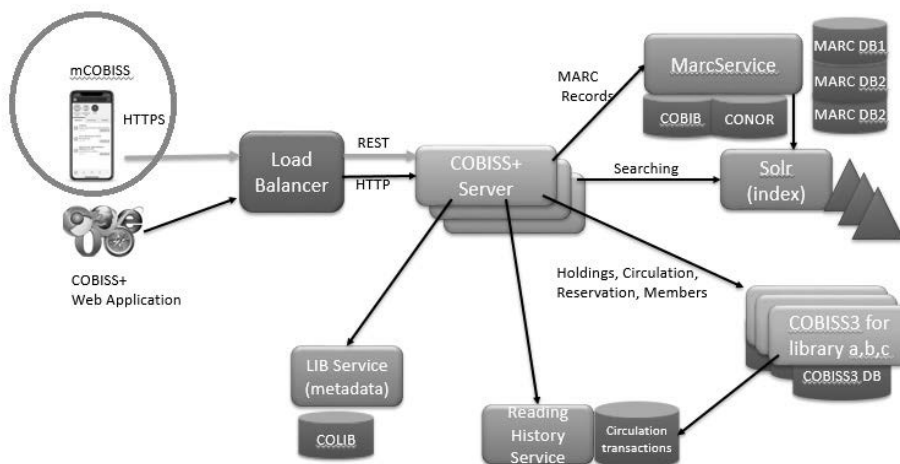 mCOBISS
HTTPS
COBISS+
Web Application
Load
Balancer
REST
HTTP
COBISS+
Server
MARC
Records
MarcService
COBIB
CONOR
MARC DB1
MARC DB2
MARC DB2
Searching
Solr
(index)
Holdings, Circulation,
Reservation, Members
COBISS3 for
library a,b,c
COBISS3 DB
LIB Service
(metadata)
COLIB
Reading
History
Service
Circulation
transactions